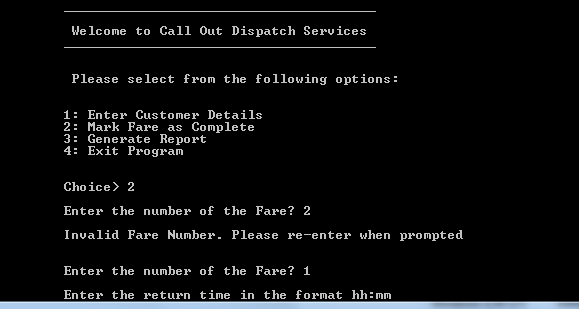 Welcome to Call Out Dispatch Services
Please select from the following options:
1: Enter Customer Details
2: Mark Fare as Complete
3: Generate Report
4: Exit Program
Choice> 2
Enter the number of the Fare? 2
Invalid Fare Number. Please re-enter when prompted
Enter the number of the Fare? 1
Enter the return time in the format hh:mm